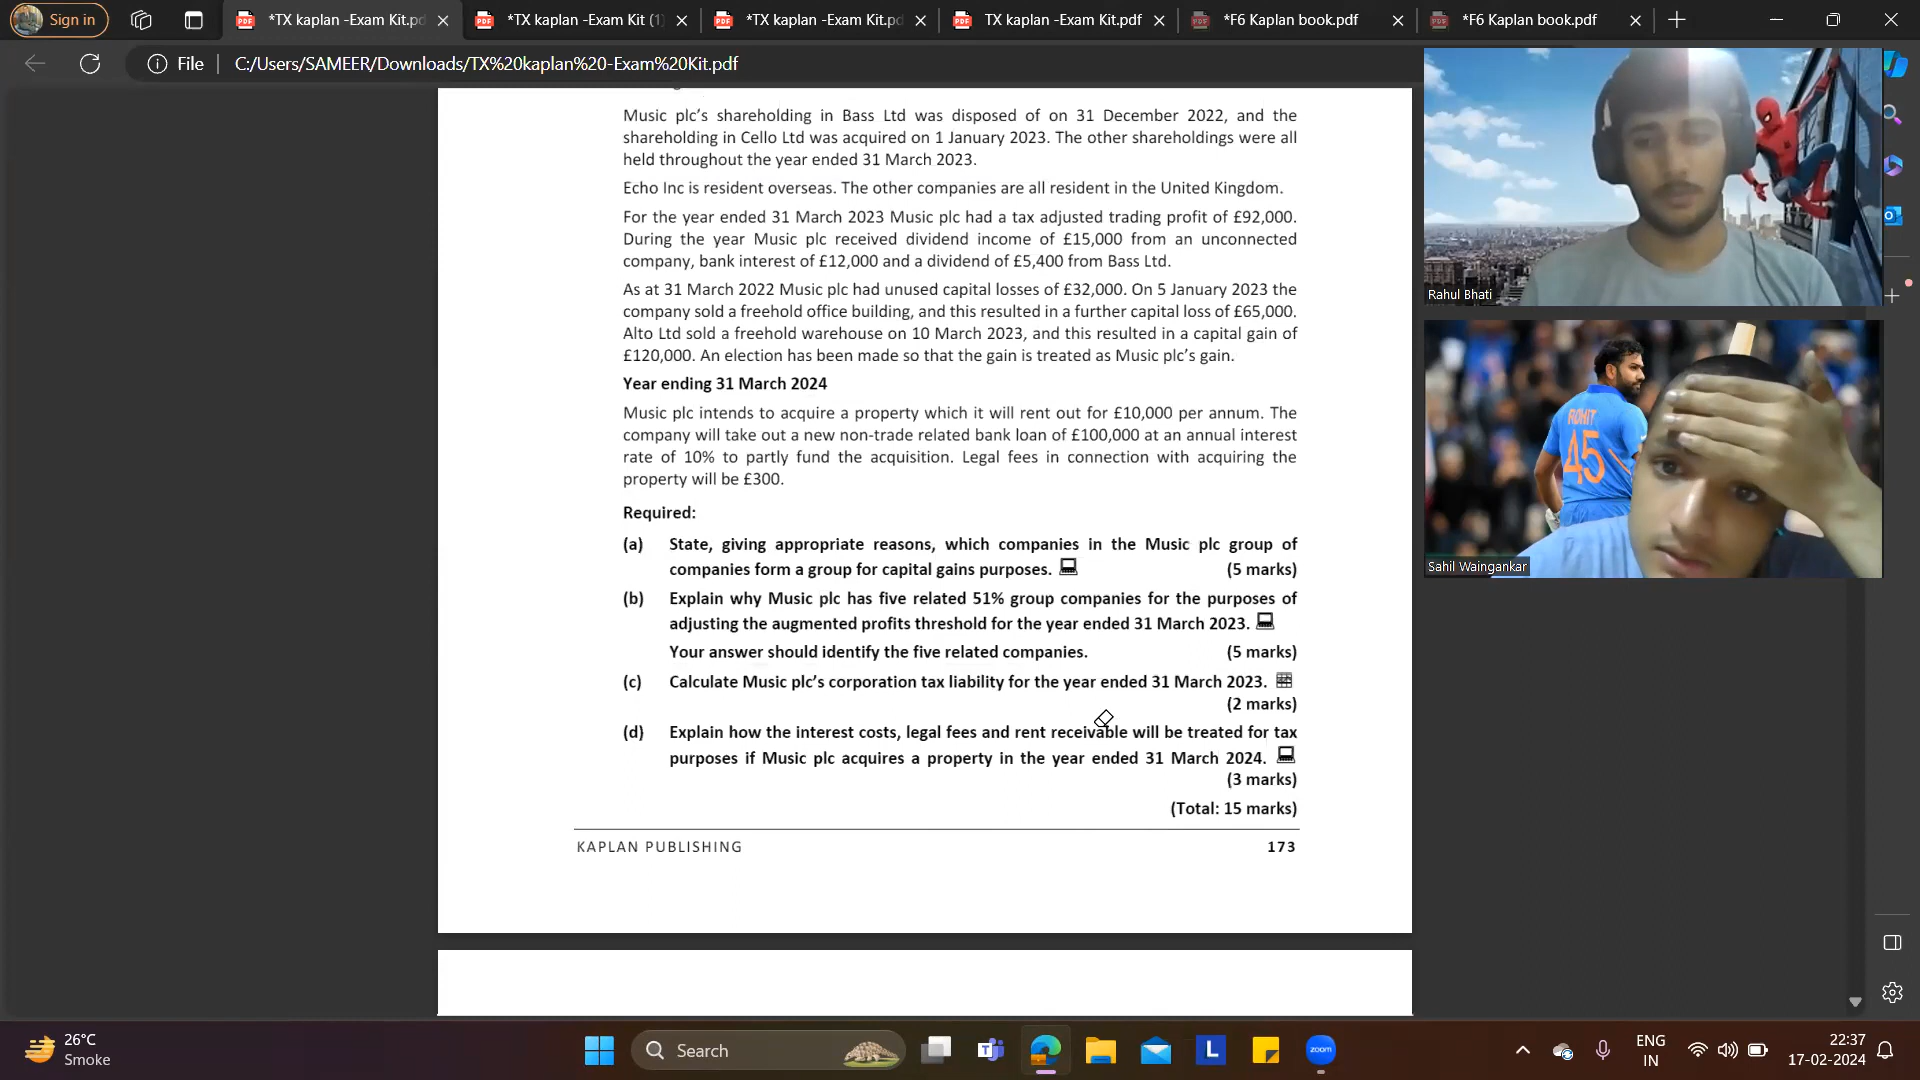 Sign in
*TX kaplan -Exam Kit.pd
*TX kaplan -Exam Kit (1)
*TX kaplan -Exam Kit.pd
TX kaplan -Exam Kit.pdf
*F6 Kaplan book.pdf
*F6 Kaplan book.pdf
File
C:/Users/SAMEER/Downloads/TX%20kaplan%20-Exam%20Kit.pdf
Music plc's shareholding in Bass Ltd was disposed of on 31 December 2022, and the
shareholding in Cello Ltd was acquired on 1 January 2023. The other shareholdings were all
held throughout the year ended 31 March 2023.
Echo Inc is resident overseas. The other companies are all resident in the United Kingdom.
For the year ended 31 March 2023 Music plc had a tax adjusted trading profit of £92,000.
During the year Music plc received dividend income of £15,000 from an unconnected
company, bank interest of £12,000 and a dividend of £5,400 from Bass Ltd.
As at 31 March 2022 Music plc had unused capital losses of £32,000. On 5 January 2023 the
company sold a freehold office building, and this resulted in a further capital loss of £65,000.
Alto Ltd sold a freehold warehouse on 10 March 2023, and this resulted in a capital gain of
£120,000. An election has been made so that the gain is treated as Music plc's gain.
Year ending 31 March 2024
Music plc intends to acquire a property which it will rent out for £10,000 per annum. The
company will take out a new non-trade related bank loan of £100,000 at an annual interest
rate of 10% to partly fund the acquisition. Legal fees in connection with acquiring the
property will be £300.
Required:
(a) State, giving appropriate reasons, which companies in the Music plc group of
companies form a group for capital gains purposes. (5 marks)
(b) Explain why Music plc has five related 51% group companies for the purposes of
adjusting the augmented profits threshold for the year ended 31 March 2023.
Your answer should identify the five related companies. (5 marks)
(c) Calculate Music plc's corporation tax liability for the year ended 31 March 2023.
(2 marks)
(d) Explain how the interest costs, legal fees and rent receivable will be treated for tax
purposes if Music plc acquires a property in the year ended 31 March 2024.
(3 marks)
(Total: 15 marks)
KAPLAN PUBLISHING 173
Rahul Bhati
ROHIT
45
Sahil Waingankar
26°C
Smoke
Search
L
zoom
ENG
IN
22:37
17-02-2024